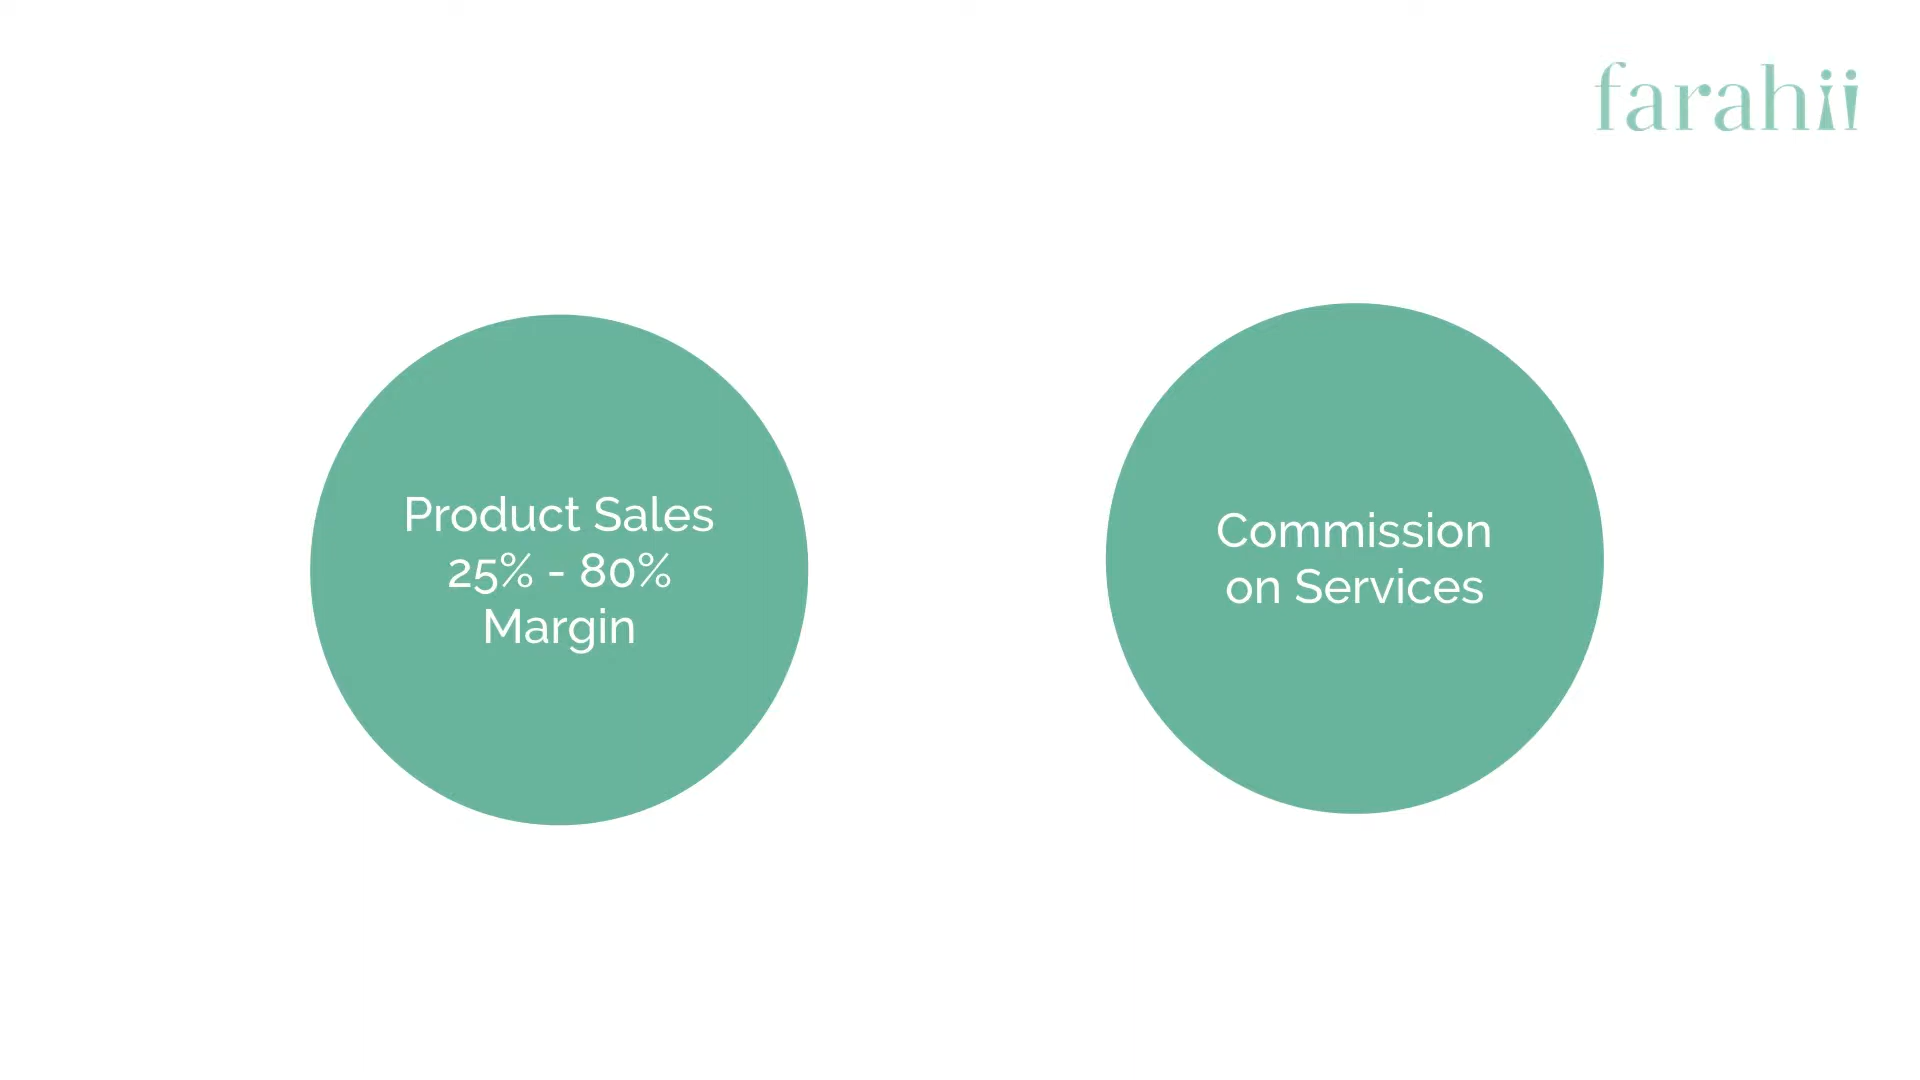 farahii
Product Sales
25% - 80%
Margin
Commission
on Services